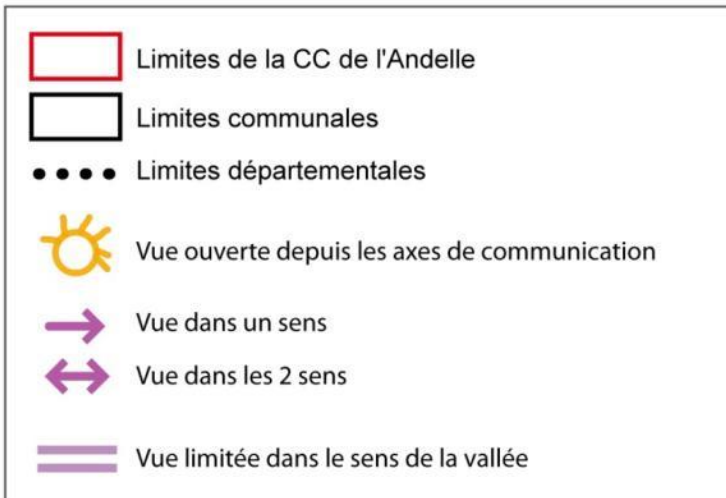 Limites de la CC de l'Andelle
Limites communales
Limites départementales
Vue ouverte depuis les axes de communication
Vue dans un sens
Vue dans les 2 sens
Vue limitée dans le sens de la vallée